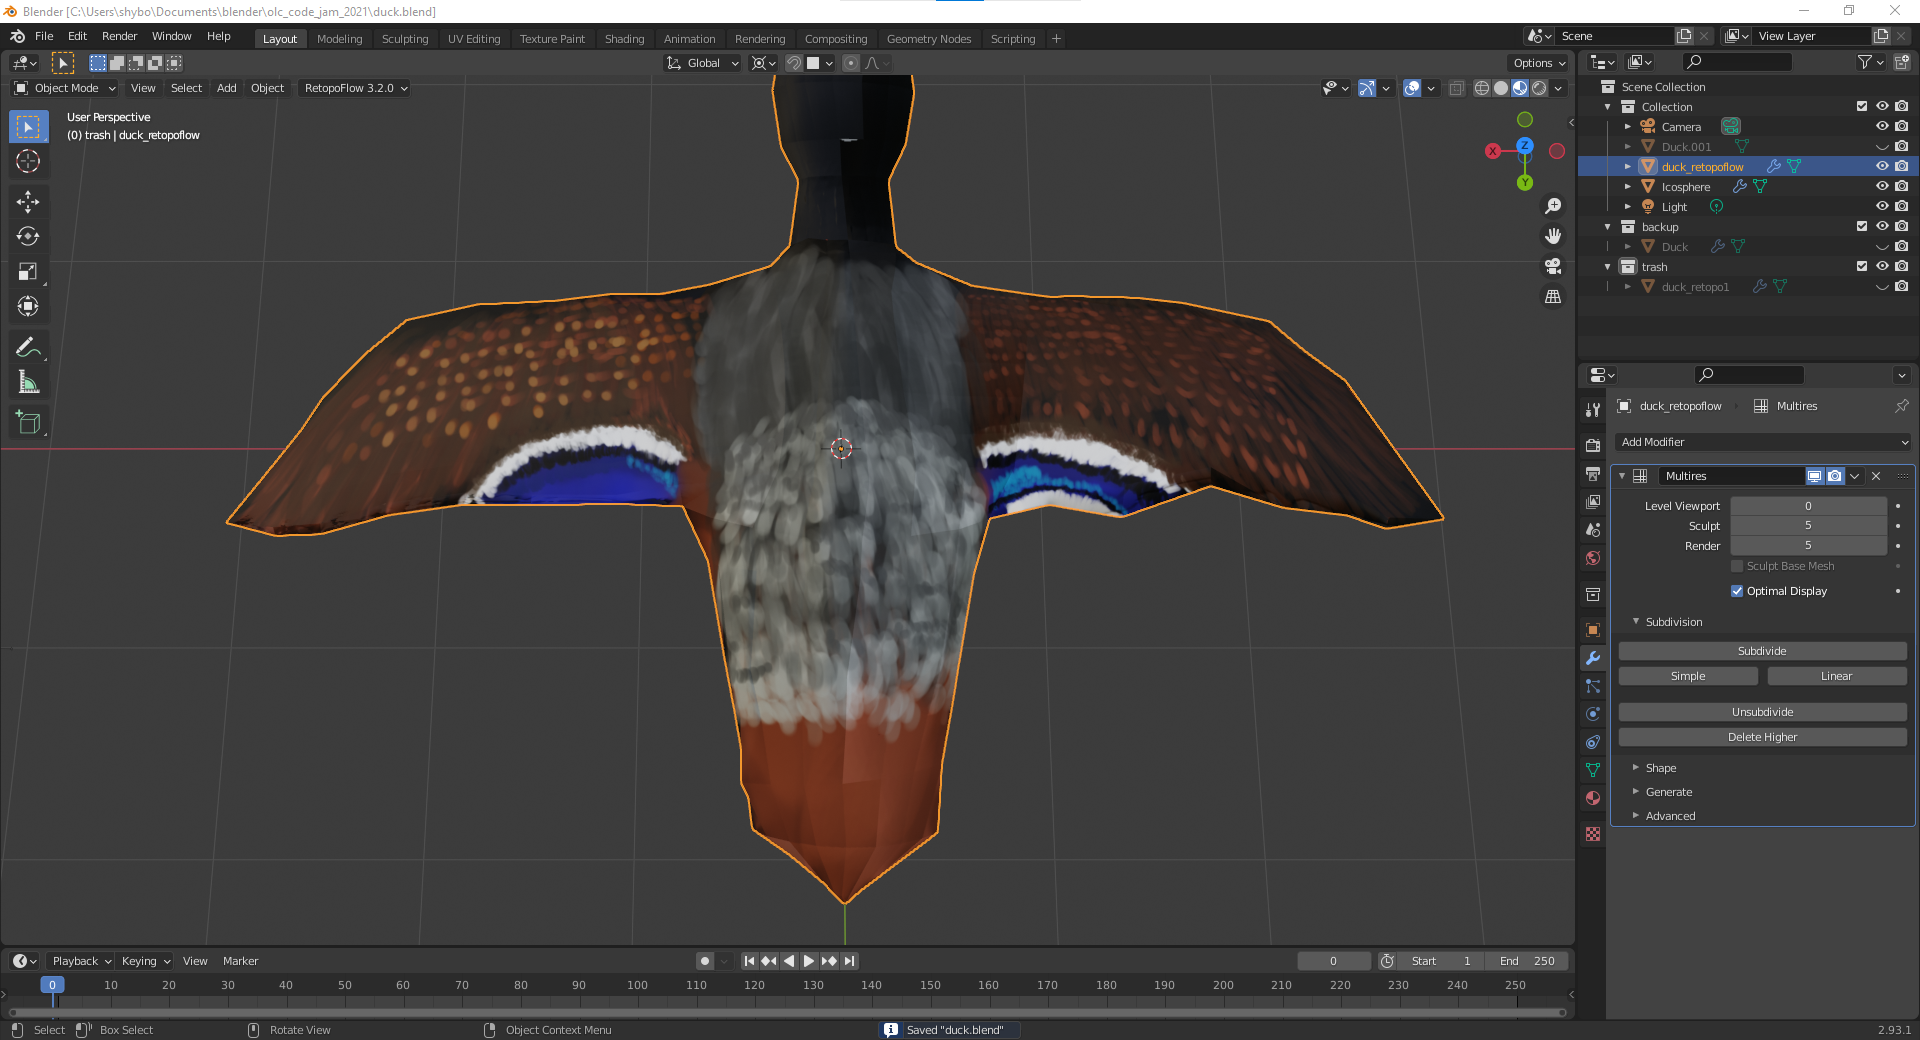 Blender [C:\Users\shybo\Documents\blender\olc_code_jam_2021\duck.blend]
File Edit Render Window Help Layout Modeling Sculpting UV Editing Texture Paint Shading Animation Rendering Compositing Geometry Nodes Scripting + Scene View Layer
Global Options
Object Mode View Select Add Object RetopoFlow 3.2.0
User Perspective
(0) trash | duck_retopoflow
X
Z
Y
Scene Collection
Collection
Camera
Duck.001
duck_retopoflow
Icosphere
Light
backup
Duck
trash
duck_retopo1
duck_retopoflow Multires
Add Modifier
Multires
Level Viewport 0
Sculpt 5
Render 5
Sculpt Base Mesh
Optimal Display
Subdivision
Subdivide
Simple Linear
Unsubdivide
Delete Higher
Shape
Generate
Advanced
Playback Keying View Marker 0 Start 1 End 250
0 10 20 30 40 50 60 70 80 90 100 110 120 130 140 150 160 170 180 190 200 210 220 230 240 250
Select Box Select Rotate View Object Context Menu Saved "duck.blend" 2.93.1